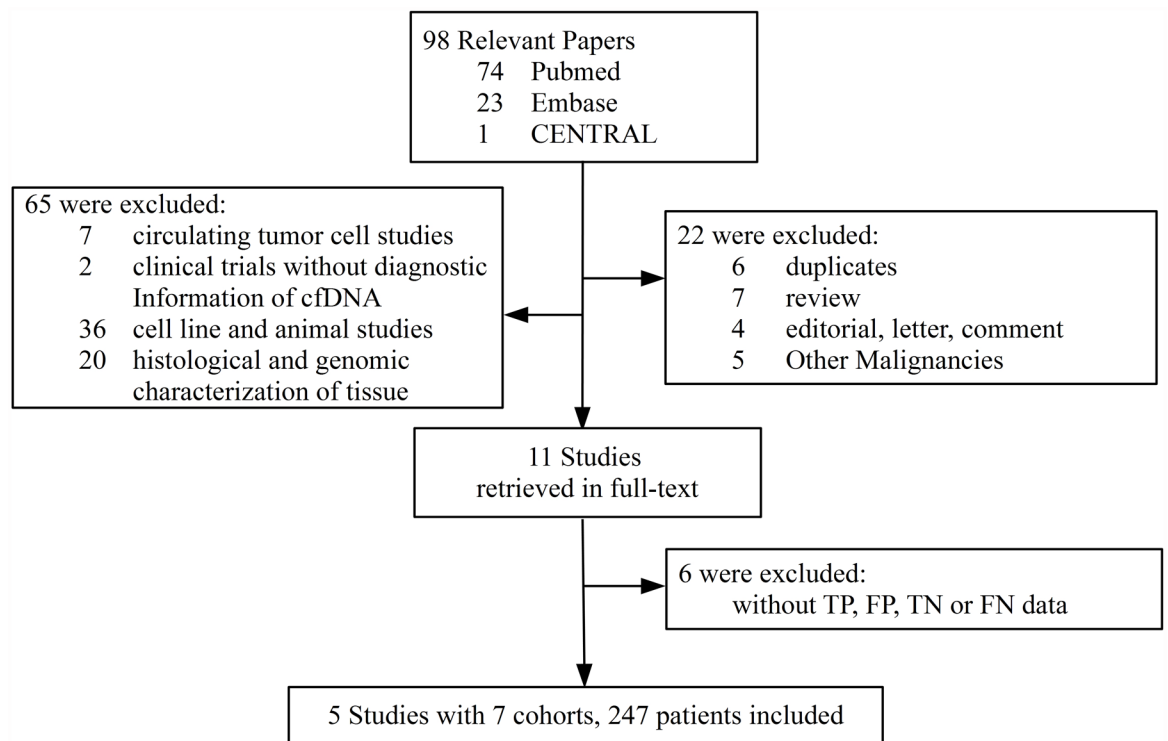 98 Relevant Papers
74 Pubmed
23 Embase
1 CENTRAL
65 were excluded:
7 circulating tumor cell studies
2 clinical trials without diagnostic
Information of cfDNA
36 cell line and animal studies
20 histological and genomic
characterization of tissue
22 were excluded:
6 duplicates
7 review
4 editorial, letter, comment
5 Other Malignancies
11 Studies
retrieved in full-text
6 were excluded:
without TP, FP, TN or FN data
5 Studies with 7 cohorts, 247 patients included